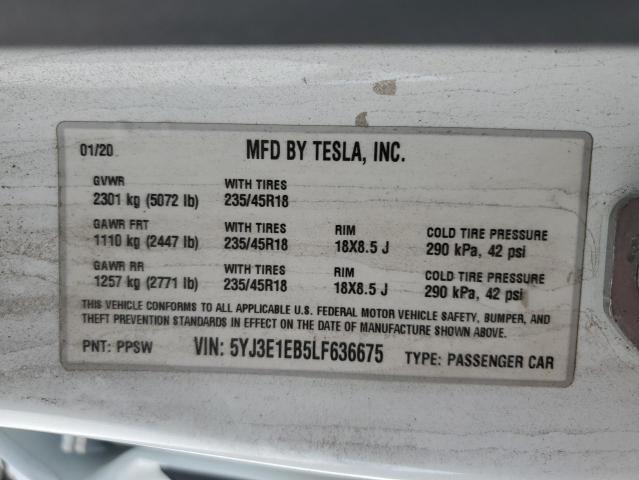 01/20 MFD BY TESLA, INC.
GVWR WITH TIRES
2301 kg (5072 lb) 235/45R18
GAWR FRT WITH TIRES RIM COLD TIRE PRESSURE
1110 kg (2447 lb) 235/45R18 18X8.5 J 290 kPa, 42 psi
GAWR RR WITH TIRES RIM COLD TIRE PRESSURE
1257 kg (2771 lb) 235/45R18 18X8.5 J 290 kPa, 42 psi
THIS VEHICLE CONFORMS TO ALL APPLICABLE U.S. FEDERAL MOTOR VEHICLE SAFETY, BUMPER, AND
THEFT PREVENTION STANDARDS IN EFFECT ON THE DATE OF MANUFACTURE SHOWN ABOVE.
PNT: PPSW VIN: 5YJ3E1EB5LF636675 TYPE: PASSENGER CAR